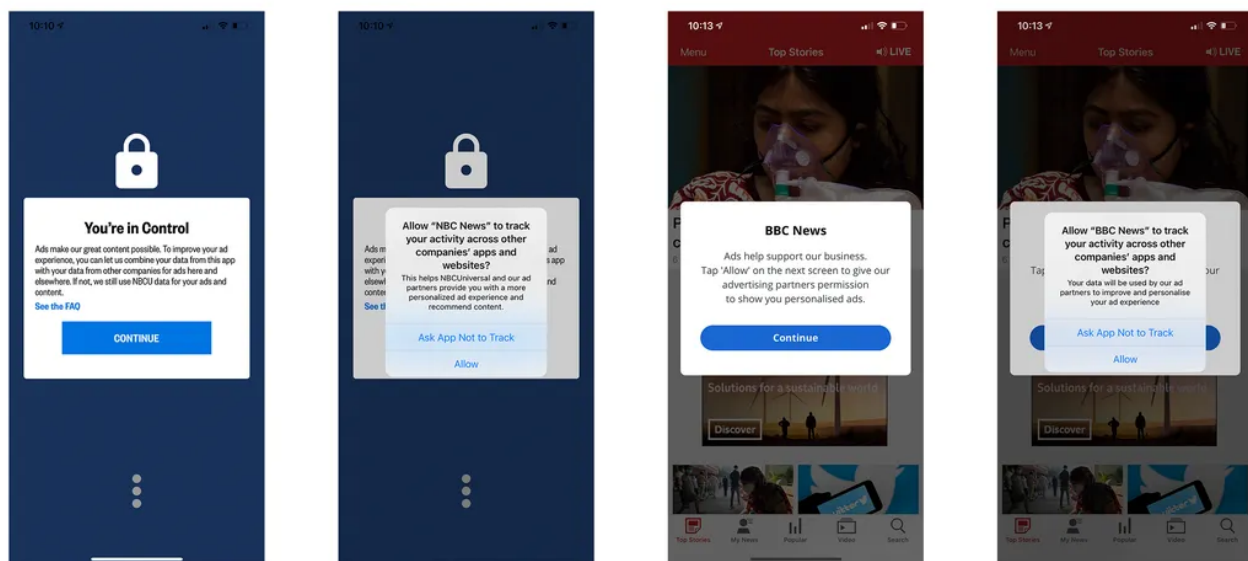 10:10
You're in Control
Ads make our great content possible. To improve your ad
experience, you can let us combine your data from this app
with your data from other companies for ads here and
elsewhere. If not, we still use NBCU data for your ads and
content.
See the FAQ
CONTINUE
10:10
Allow "NBC News" to track
your activity across other
companies' apps and
websites?
This helps NBCUniversal and our ad
partners provide you with a more
personalized ad experience and
recommend content.
Ask App Not to Track
Allow
10:13
Menu
Top Stories
LIVE
BBC News
Ads help support our business.
Tap 'Allow' on the next screen to give our
advertising partners permission
to show you personalised ads.
Continue
Solutions for a sustainable world
Discover
Top Stories
My News
Popular
Video
Search
10:13
Menu
Top Stories
LIVE
Allow "BBC News" to track
your activity across other
companies' apps and
websites?
Your data will be used by our ad
partners to improve and personalise
your ad experience
Ask App Not to Track
Allow
Solutions for a sustainable world
Discover
Top Stories
My News
Popular
Video
Search